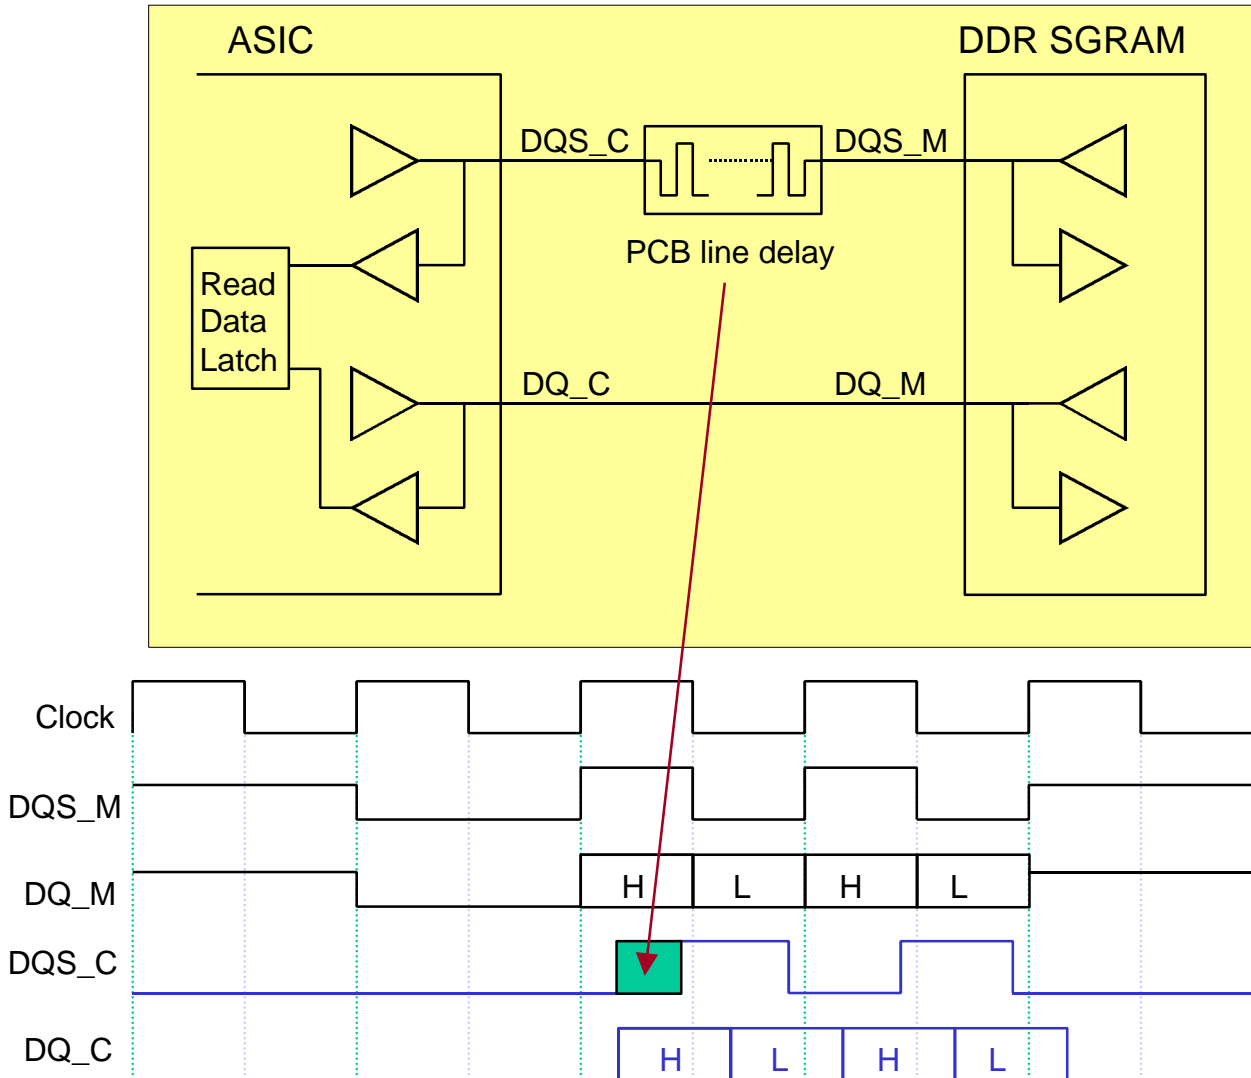 ASIC
DDR SGRAM
DQS_C
DQS_M
PCB line delay
Read
Data
Latch
DQ_C
DQ_M
Clock
DQS_M
DQ_M
H L H L
DQS_C
DQ_C
H L H L